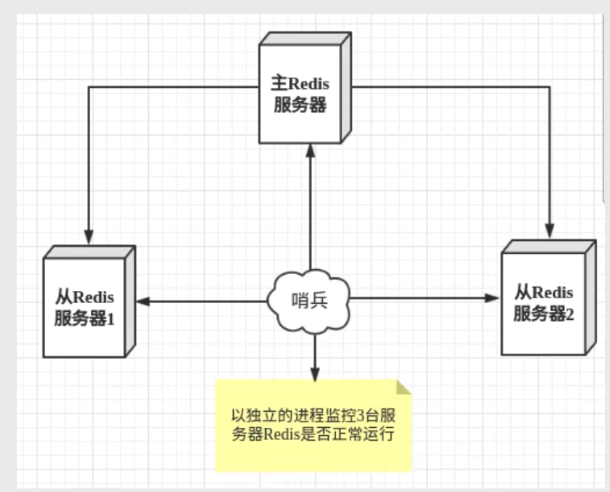 主Redis
服务器
从Redis
服务器1
哨兵
从Redis
服务器2
以独立的进程监控3台服
务器Redis是否正常运行